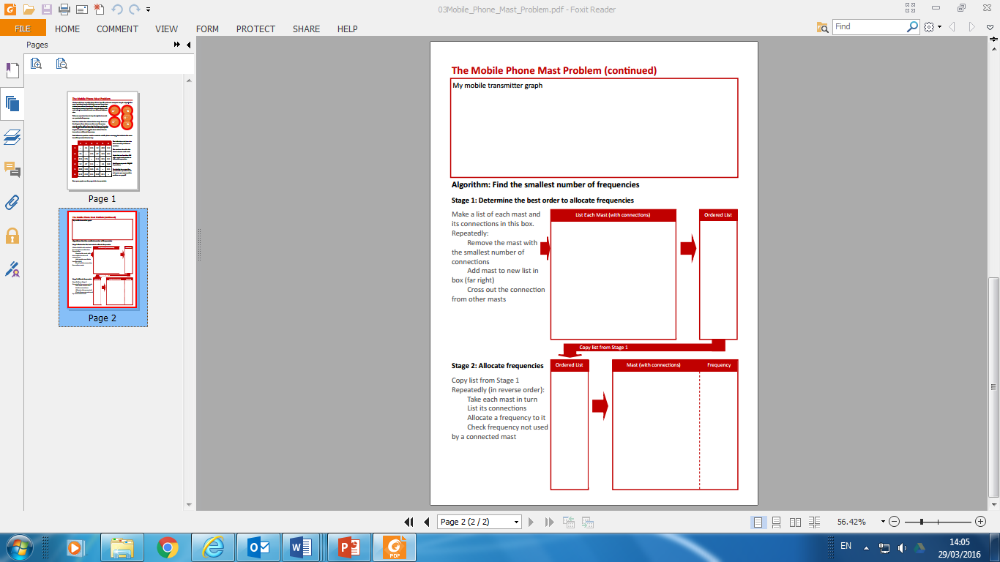 03Mobile_Phone_Mast_Problem.pdf - Foxit Reader
FILE HOME COMMENT VIEW FORM PROTECT SHARE HELP
Find
Pages
The Mobile Phone Mast Problem
Page 1
Page 2
The Mobile Phone Mast Problem (continued)
My mobile transmitter graph
Algorithm: Find the smallest number of frequencies
Stage 1: Determine the best order to allocate frequencies
Make a list of each mast and
its connections in this box.
Repeatedly:
Remove the mast with
the smallest number of
connections
Add mast to new list in
box (far right)
Cross out the connection
from other masts
List Each Mast (with connections)
Ordered List
Copy list from Stage 1
Stage 2: Allocate frequencies
Copy list from Stage 1
Repeatedly (in reverse order):
Take each mast in turn
List its connections
Allocate a frequency to it
Check frequency not used
by a connected mast
Ordered List
Mast (with connections) Frequency
Page 2 (2 / 2)
56.42%
PDF
EN
14:05
29/03/2016